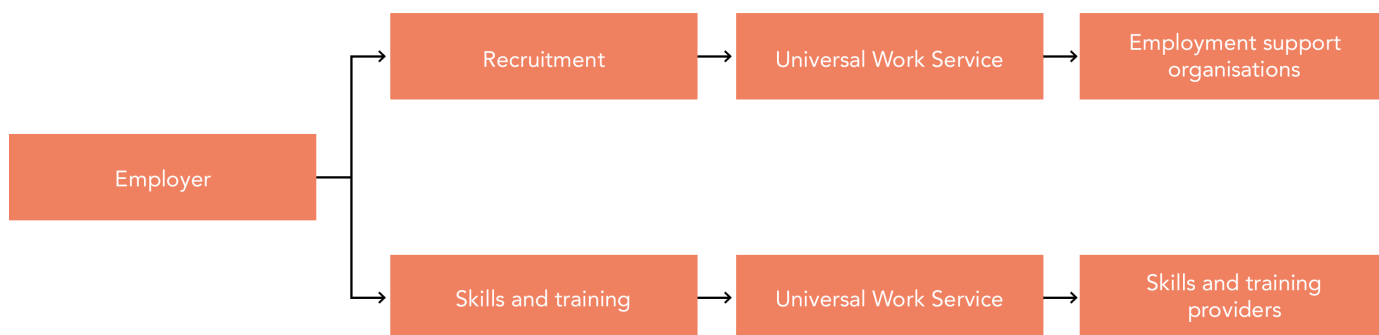 Recruitment
Universal Work Service
Employment support
organisations
Employer
Skills and training
Universal Work Service
Skills and training
providers